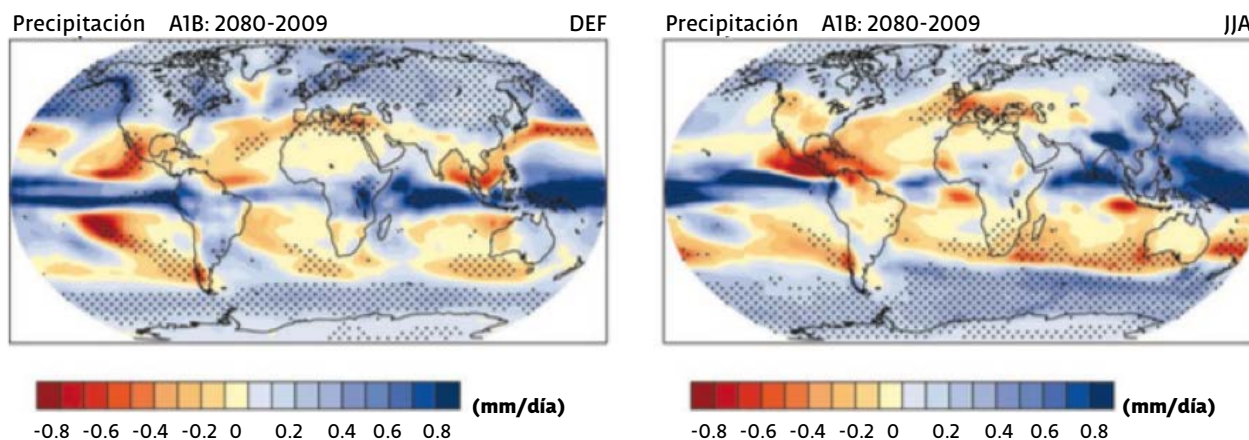 Precipitación A1B: 2080-2009 DEF
Precipitación A1B: 2080-2009 JJA
-0.8 -0.6 -0.4 -0.2 0 0.2 0.4 0.6 0.8 (mm/día)
-0.8 -0.6 -0.4 -0.2 0 0.2 0.4 0.6 0.8 (mm/día)